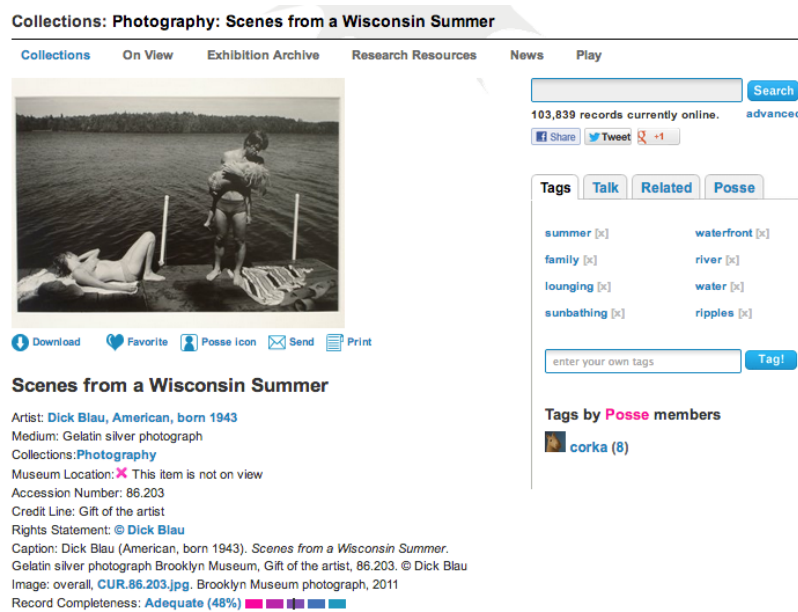 Collections: Photography: Scenes from a Wisconsin Summer
Collections On View Exhibition Archive Research Resources News Play
Search
103,839 records currently online. advanced
Share Tweet +1
Tags Talk Related Posse
summer [x] waterfront [x]
family [x] river [x]
lounging [x] water [x]
sunbathing [x] ripples [x]
enter your own tags Tag!
Tags by Posse members
corka (8)
Download Favorite Posse icon Send Print
Scenes from a Wisconsin Summer
Artist: Dick Blau, American, born 1943
Medium: Gelatin silver photograph
Collections:Photography
Museum Location: This item is not on view
Accession Number: 86.203
Credit Line: Gift of the artist
Rights Statement: © Dick Blau
Caption: Dick Blau (American, born 1943). Scenes from a Wisconsin Summer.
Gelatin silver photograph Brooklyn Museum, Gift of the artist, 86.203. © Dick Blau
Image: overall, CUR.86.203.jpg. Brooklyn Museum photograph, 2011
Record Completeness: Adequate (48%)